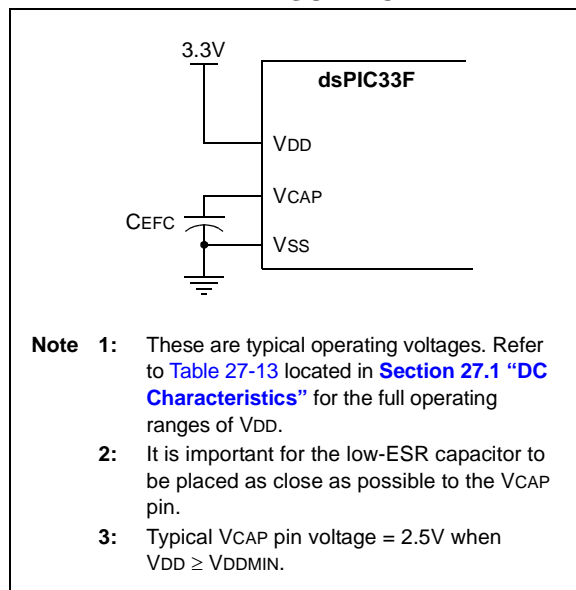 3.3V
dsPIC33F
VDD
VCAP
CEFC
VSS
Note 1: These are typical operating voltages. Refer
to Table 27-13 located in Section 27.1 “DC
Characteristics” for the full operating
ranges of VDD.
2: It is important for the low-ESR capacitor to
be placed as close as possible to the VCAP
pin.
3: Typical VCAP pin voltage = 2.5V when
VDD ≥ VDDMIN.